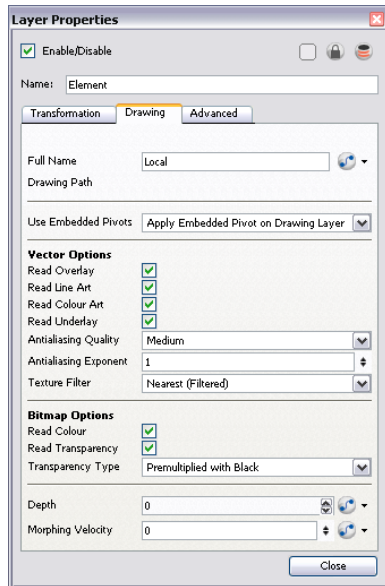 Layer Properties
Enable/Disable
Name: Element
Transformation Drawing Advanced
Full Name Local
Drawing Path
Use Embedded Pivots Apply Embedded Pivot on Drawing Layer
Vector Options
Read Overlay
Read Line Art
Read Colour Art
Read Underlay
Antialiasing Quality Medium
Antialiasing Exponent 1
Texture Filter Nearest (Filtered)
Bitmap Options
Read Colour
Read Transparency
Transparency Type Premultiplied with Black
Depth 0
Morphing Velocity 0
Close